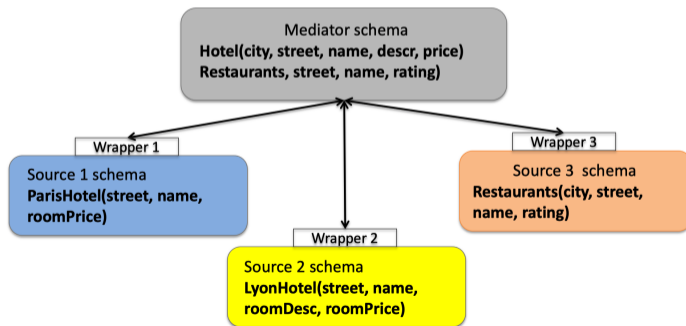 Mediator schema
Hotel(city, street, name, descr, price)
Restaurants, street, name, rating)
Wrapper 1
Wrapper 3
Source 1 schema
ParisHotel(street, name,
roomPrice)
Source 3 schema
Restaurants(city, street,
name, rating)
Wrapper 2
Source 2 schema
LyonHotel(street, name,
roomDesc, roomPrice)